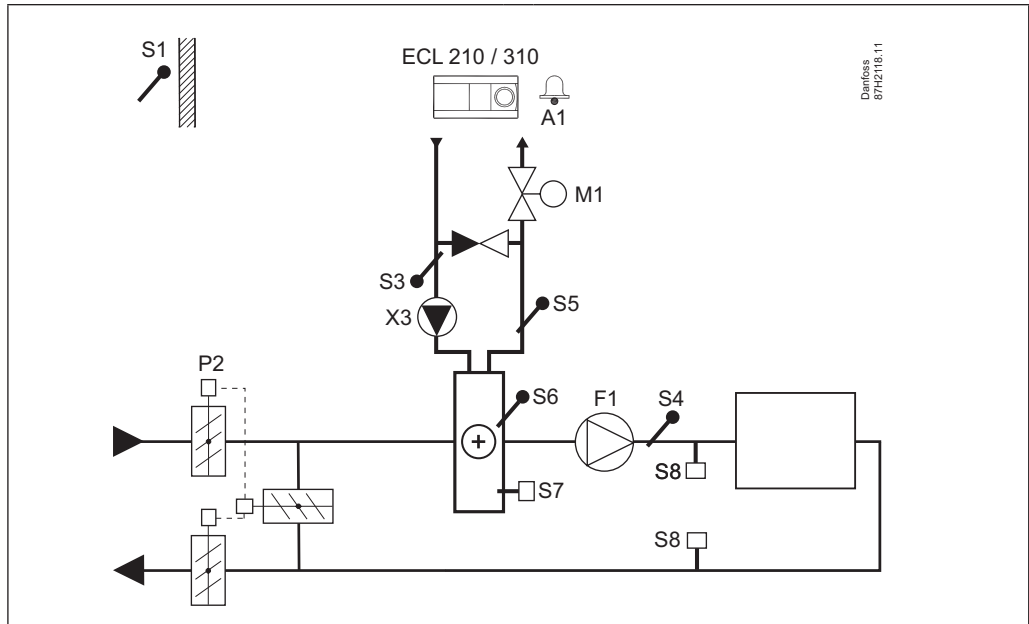 S1
ECL 210 / 310
A1
Danfoss
87H2118.11
M1
S3
S5
X3
P2
S6
F1
S4
S8
S7
S8